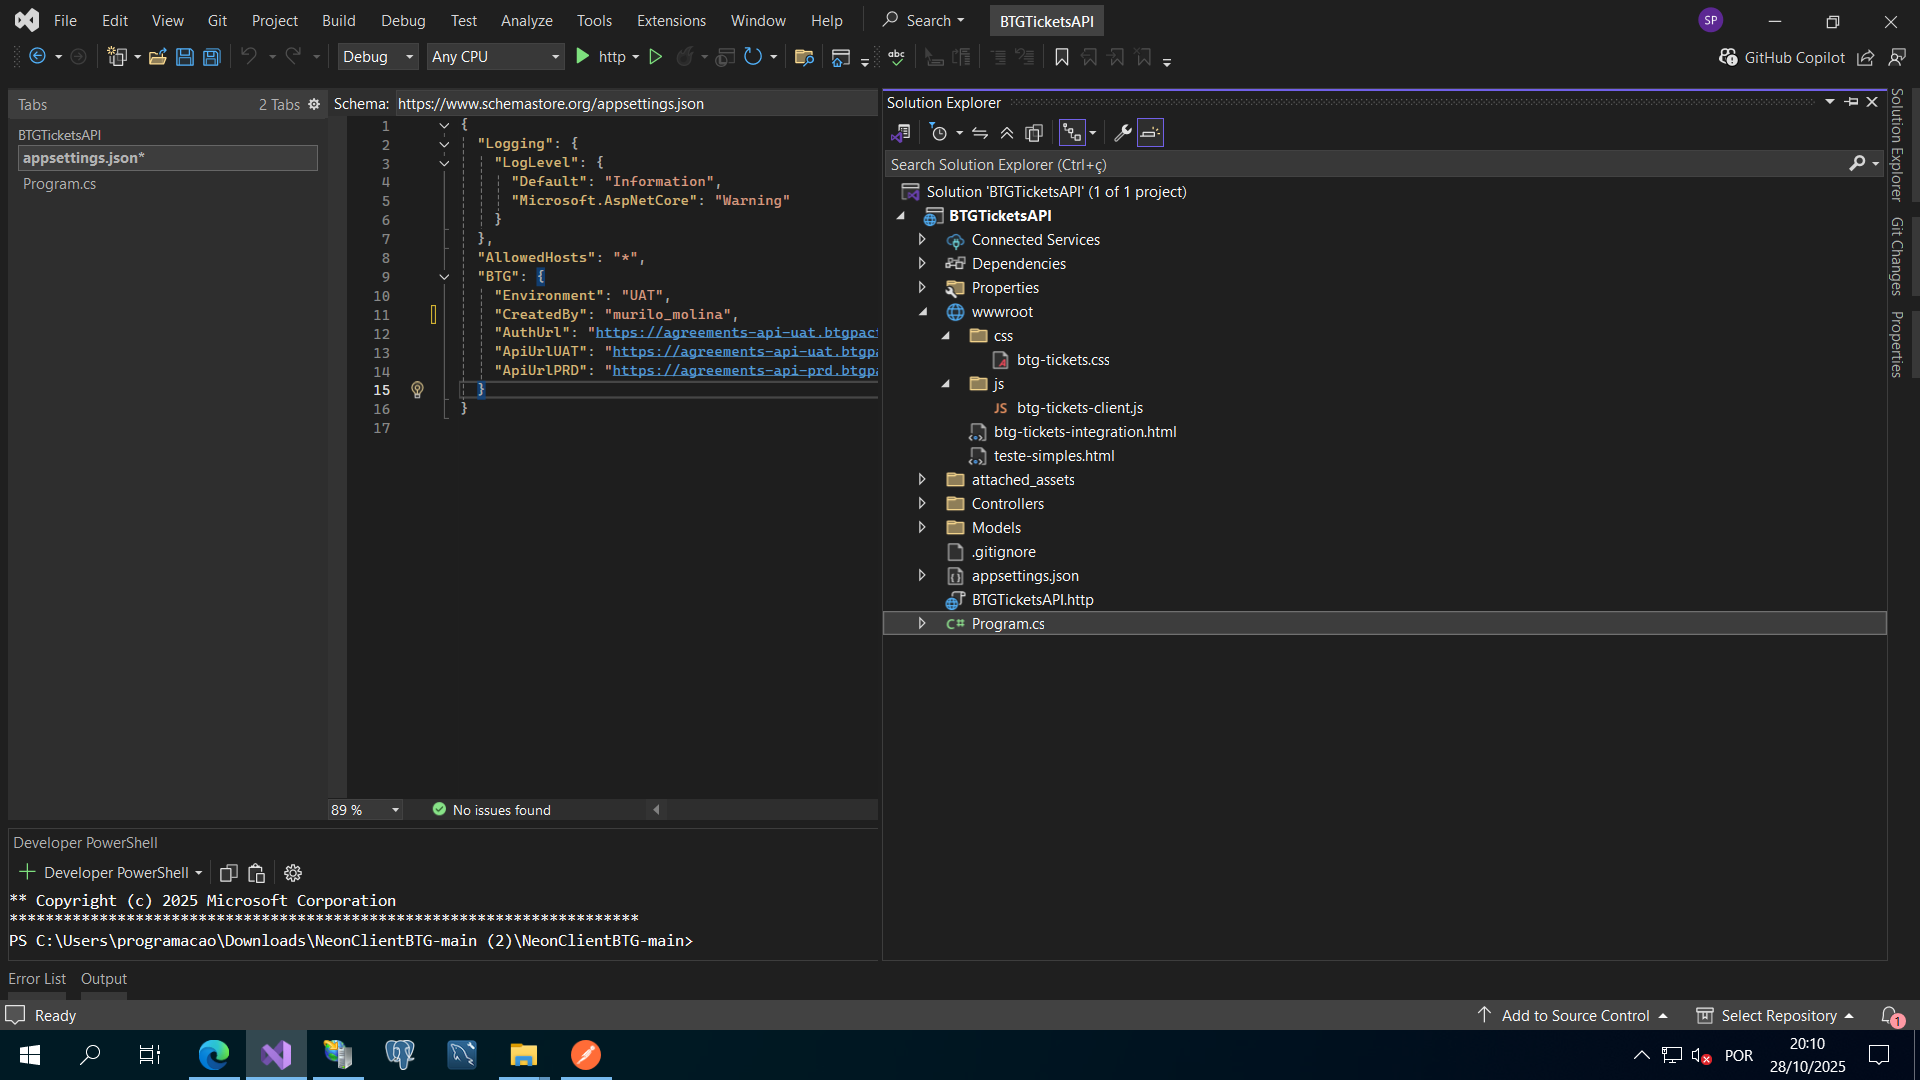 File Edit View Git Project Build Debug Test Analyze Tools Extensions Window Help Search BTGTicketsAPI SP
Debug Any CPU http abc GitHub Copilot
Tabs 2 Tabs
BTGTicketsAPI
appsettings.json*
Program.cs
Schema: https://www.schemastore.org/appsettings.json
1 {
2 "Logging": {
3 "LogLevel": {
4 "Default": "Information",
5 "Microsoft.AspNetCore": "Warning"
6 }
7 },
8 "AllowedHosts": "*",
9 "BTG": {
10 "Environment": "UAT",
11 "CreatedBy": "murilo_molina",
12 "AuthUrl": "https://agreements-api-uat.btgpact
13 "ApiUrlUAT": "https://agreements-api-uat.btgpa
14 "ApiUrlPRD": "https://agreements-api-prd.btgpa
15 }
16 }
17
89 % No issues found
Developer PowerShell
Developer PowerShell
** Copyright (c) 2025 Microsoft Corporation
**********************************************************************
PS C:\Users\programacao\Downloads\NeonClientBTG-main (2)\NeonClientBTG-main>
Error List Output
Solution Explorer
Search Solution Explorer (Ctrl+ç)
Solution 'BTGTicketsAPI' (1 of 1 project)
BTGTicketsAPI
Connected Services
Dependencies
Properties
wwwroot
css
btg-tickets.css
js
JS btg-tickets-client.js
btg-tickets-integration.html
teste-simples.html
attached_assets
Controllers
Models
.gitignore
appsettings.json
BTGTicketsAPI.http
C# Program.cs
Solution Explorer
Git Changes
Properties
Ready Add to Source Control Select Repository 1
POR 20:10
28/10/2025